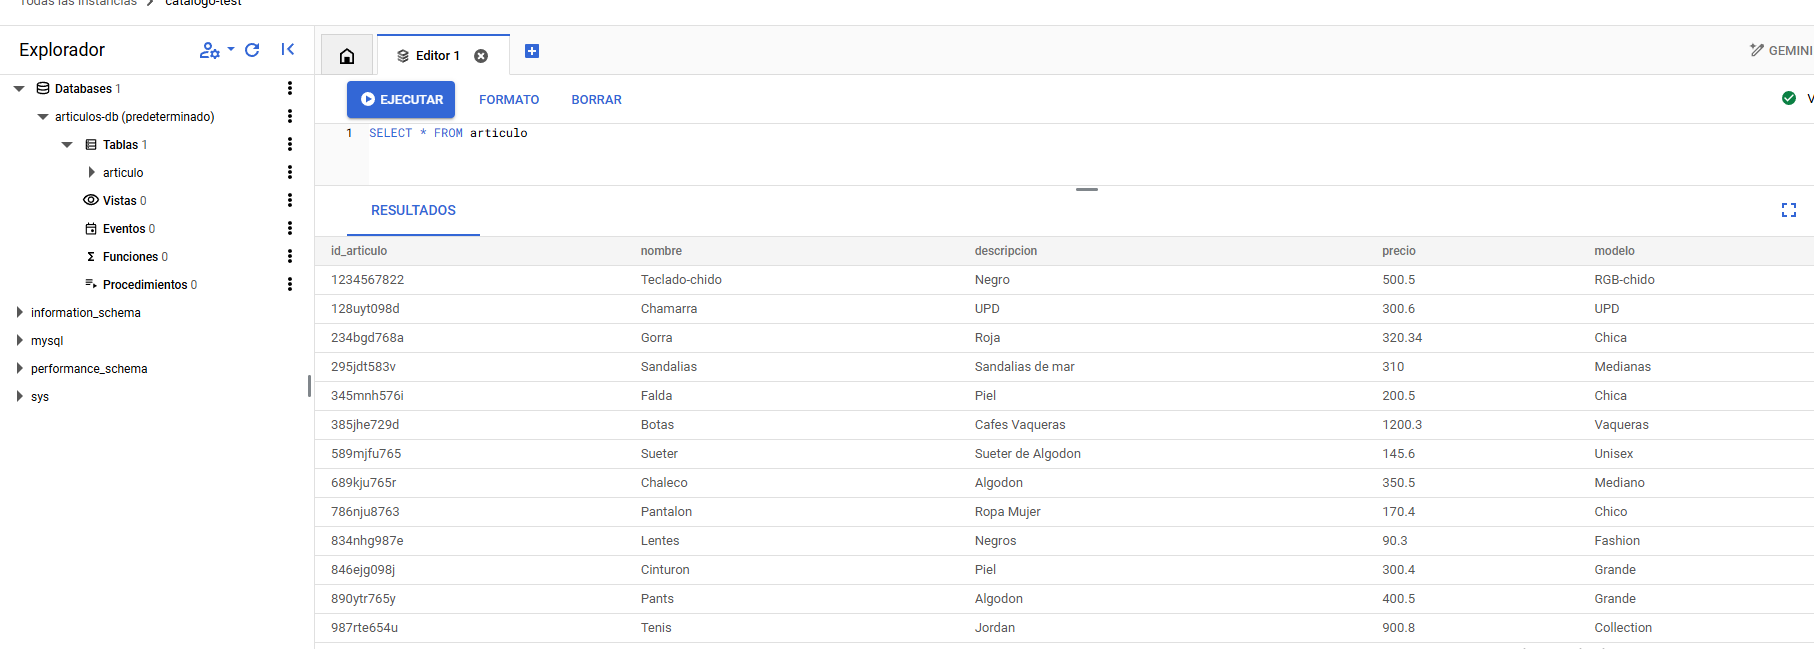 Todas las instancias > catalogo-test
Explorador
Editor 1
GEMINI
EJECUTAR FORMATO BORRAR
1 SELECT * FROM articulo
Databases 1
articulos-db (predeterminado)
Tablas 1
articulo
Vistas 0
Eventos 0
Funciones 0
Procedimientos 0
information_schema
mysql
performance_schema
sys
RESULTADOS
id_articulo nombre descripcion precio modelo
1234567822 Teclado-chido Negro 500.5 RGB-chido
128uyt098d Chamarra UPD 300.6 UPD
234bgd768a Gorra Roja 320.34 Chica
295jdt583v Sandalias Sandalias de mar 310 Medianas
345mnh576i Falda Piel 200.5 Chica
385jhe729d Botas Cafes Vaqueras 1200.3 Vaqueras
589mjfu765 Sueter Sueter de Algodon 145.6 Unisex
689kju765r Chaleco Algodon 350.5 Mediano
786nju8763 Pantalon Ropa Mujer 170.4 Chico
834nhg987e Lentes Negros 90.3 Fashion
846ejg098j Cinturon Piel 300.4 Grande
890ytr765y Pants Algodon 400.5 Grande
987rte654u Tenis Jordan 900.8 Collection